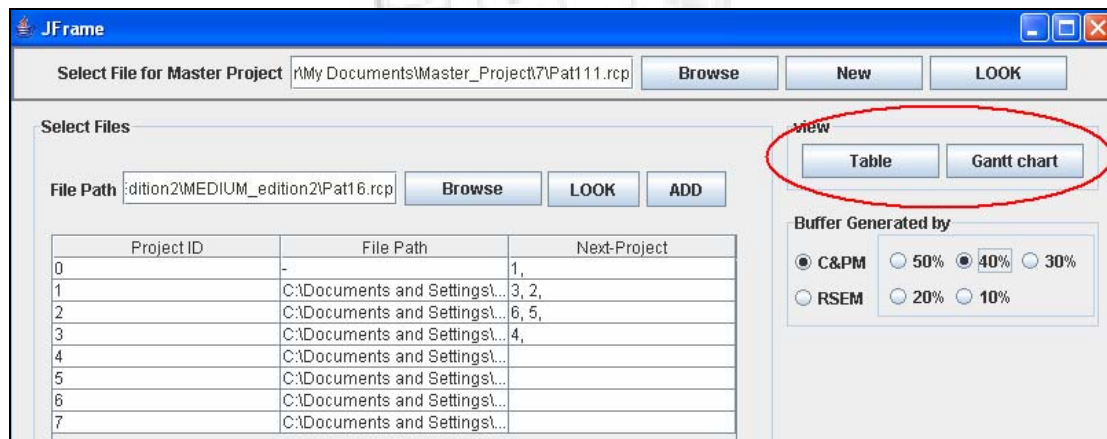 JFrame
Select File for Master Project r\My Documents\Master_Project\7\Pat111.rcp Browse New LOOK
Select Files
File Path dition2\MEDIUM_edition2\Pat16.rcp Browse LOOK ADD
Project ID File Path Next-Project
0 - 1,
1 C:\Documents and Settings\... 3, 2,
2 C:\Documents and Settings\... 6, 5,
3 C:\Documents and Settings\... 4,
4 C:\Documents and Settings\...
5 C:\Documents and Settings\...
6 C:\Documents and Settings\...
7 C:\Documents and Settings\...
view
Table Gantt chart
Buffer Generated by
C&PM 50% 40% 30%
RSEM 20% 10%